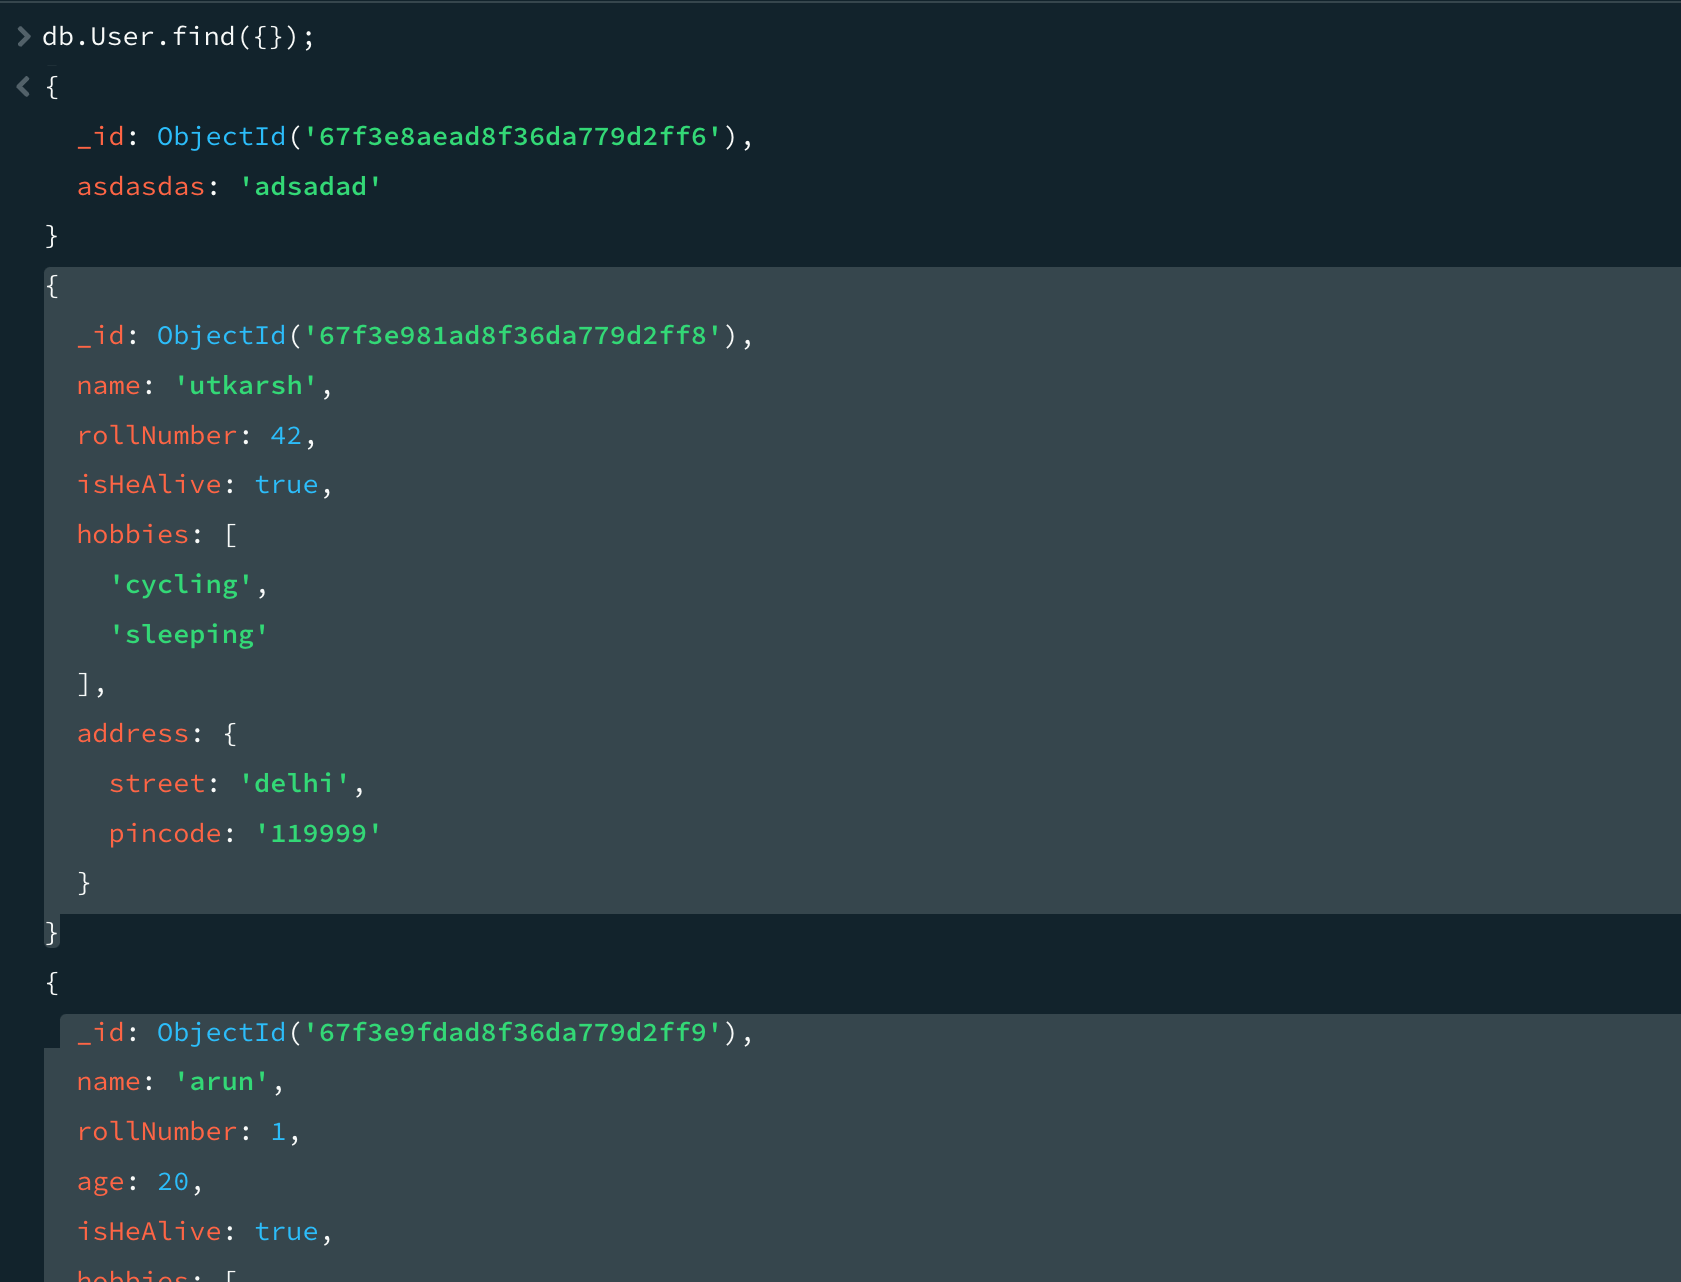 db.User.find({});
{
_id: ObjectId('67f3e8aead8f36da779d2ff6'),
asdasdas: 'adsadad'
}
{
_id: ObjectId('67f3e981ad8f36da779d2ff8'),
name: 'utkarsh',
rollNumber: 42,
isHeAlive: true,
hobbies: [
'cycling',
'sleeping'
],
address: {
street: 'delhi',
pincode: '119999'
}
}
{
_id: ObjectId('67f3e9fdad8f36da779d2ff9'),
name: 'arun',
rollNumber: 1,
age: 20,
isHeAlive: true,
hobbies: [